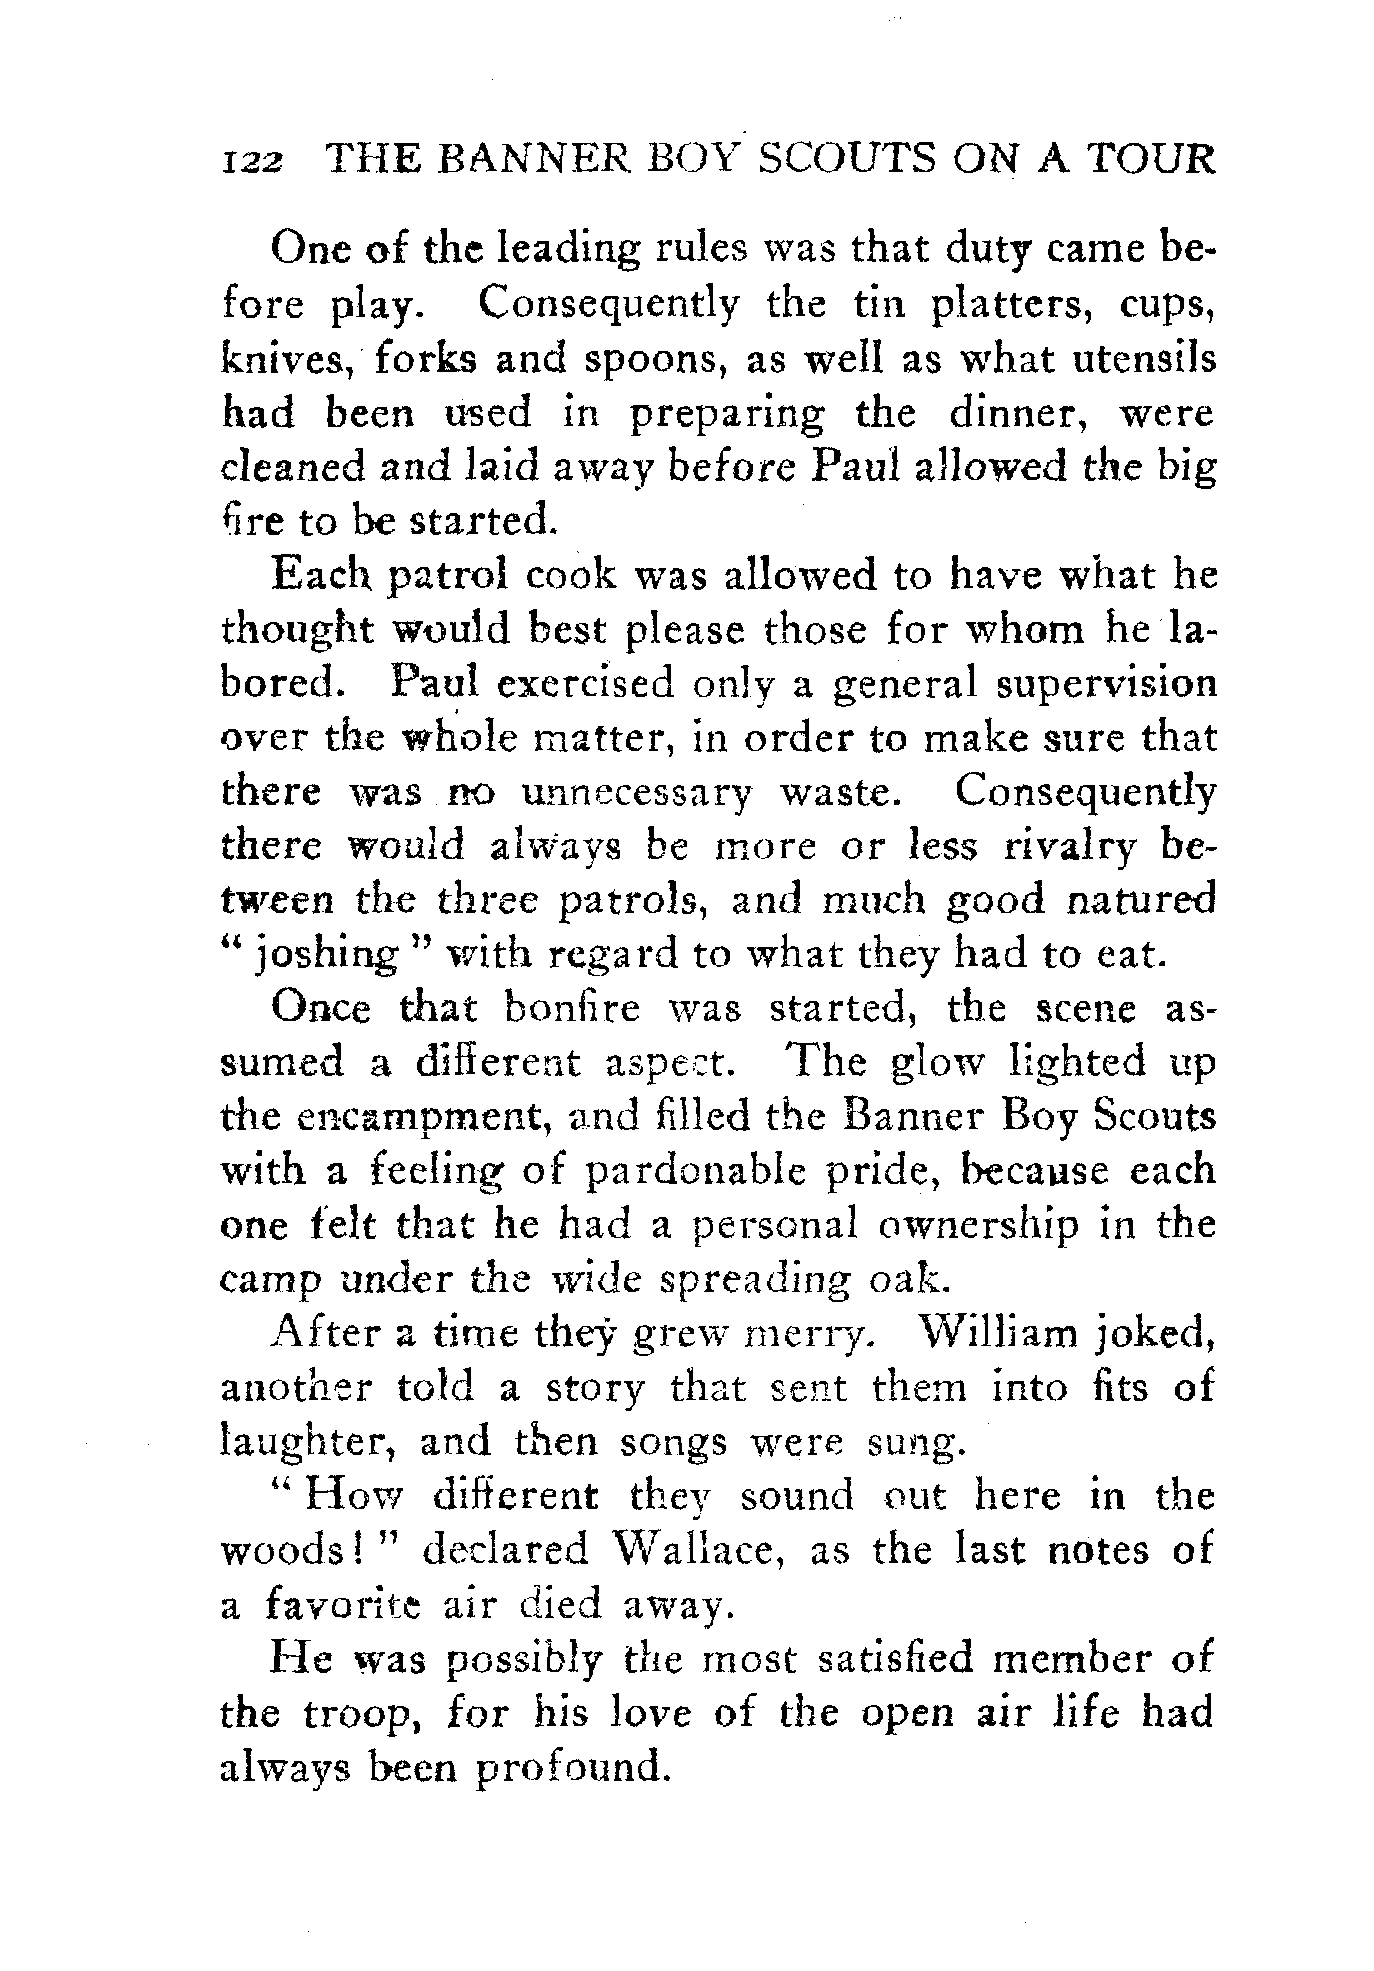 122 THE BANNER BOY SCOUTS ON A TOUR
One of the leading rules was that duty came be-
fore play. Consequently the tin platters, cups,
knives, forks and spoons, as well as what utensils
had been used in preparing the dinner, were
cleaned and laid away before Paul allowed the big
fire to be started.
Each patrol cook was allowed to have what he
thought would best please those for whom he la-
bored. Paul exercised only a general supervision
over the whole matter, in order to make sure that
there was no unnecessary waste. Consequently
there would always be more or less rivalry be-
tween the three patrols, and much good natured
" joshing " with regard to what they had to eat.
Once that bonfire was started, the scene as-
sumed a different aspect. The glow lighted up
the encampment, and filled the Banner Boy Scouts
with a feeling of pardonable pride, because each
one felt that he had a personal ownership in the
camp under the wide spreading oak.
After a time they grew merry. William joked,
another told a story that sent them into fits of
laughter, and then songs were sung.
" How different they sound out here in the
woods! " declared Wallace, as the last notes of
a favorite air died away.
He was possibly the most satisfied member of
the troop, for his love of the open air life had
always been profound.